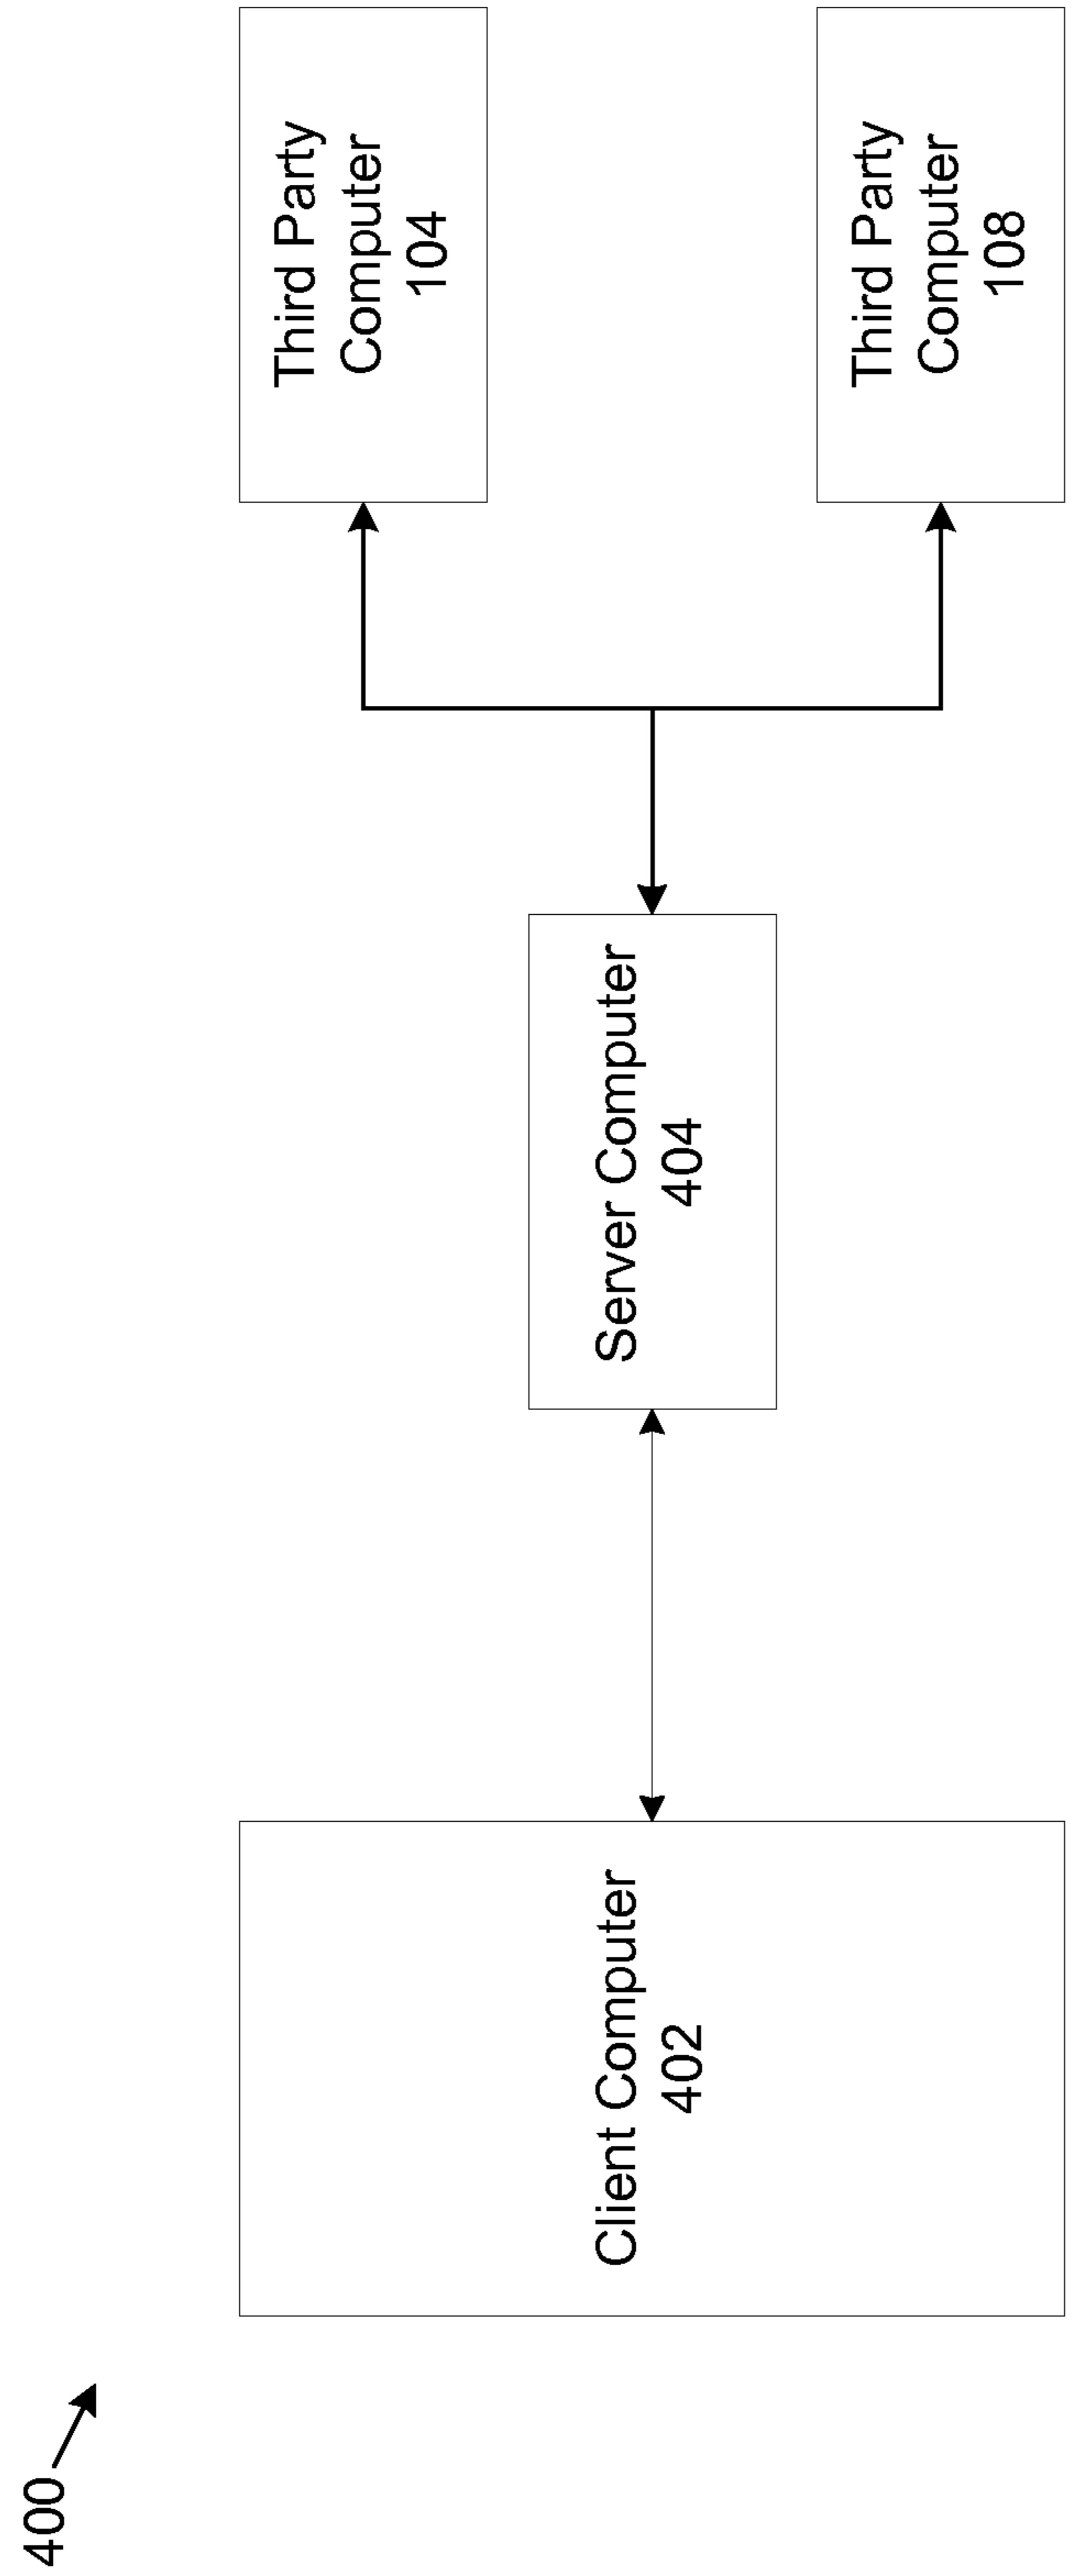 400
Client Computer
402
Server Computer
404
Third Party
Computer
104
Third Party
Computer
108